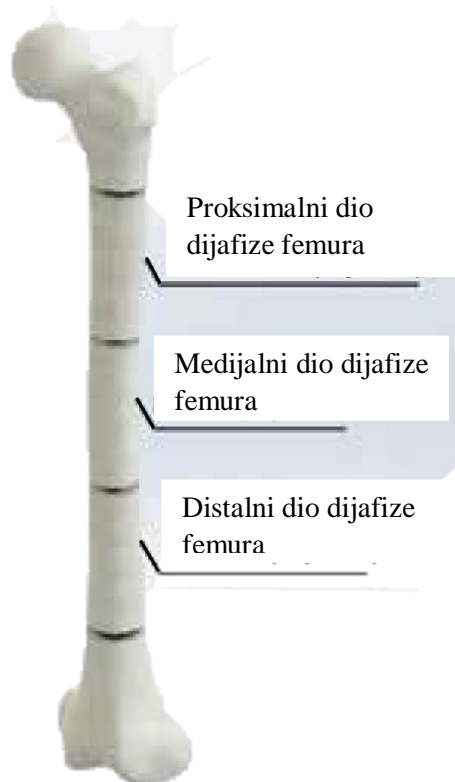 Proksimalni dio
dijafize femura
Medijalni dio dijafize
femura
Distalni dio dijafize
femura